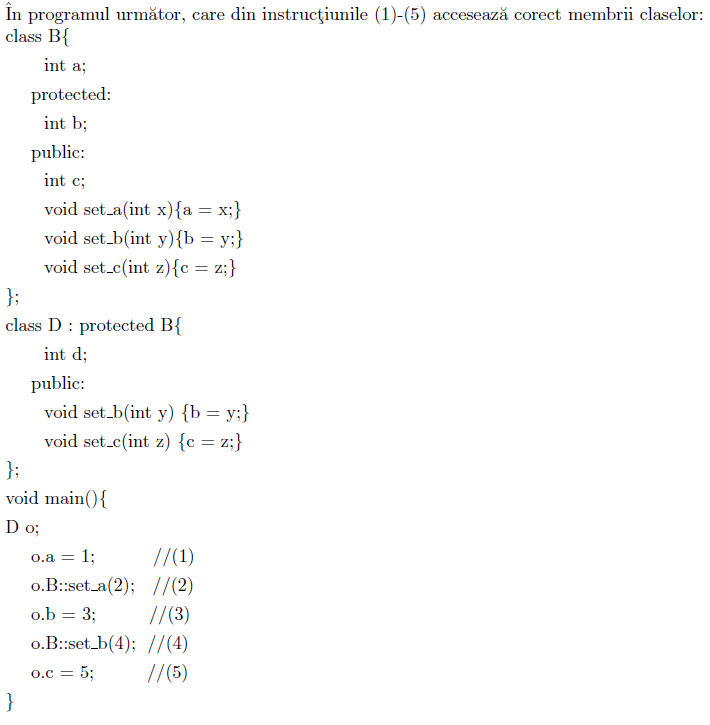 În programul următor, care din instrucţiunile (1)-(5) accesează corect membrii claselor:
class B{
int a;
protected:
int b;
public:
int c;
void set_a(int x){a = x;}
void set_b(int y){b = y;}
void set_c(int z){c = z;}
};
class D : protected B{
int d;
public:
void set_b(int y) {b = y;}
void set_c(int z) {c = z;}
};
void main(){
D o;
o.a = 1; //(1)
o.B::set_a(2); //(2)
o.b = 3; //(3)
o.B::set_b(4); //(4)
o.c = 5; //(5)
}